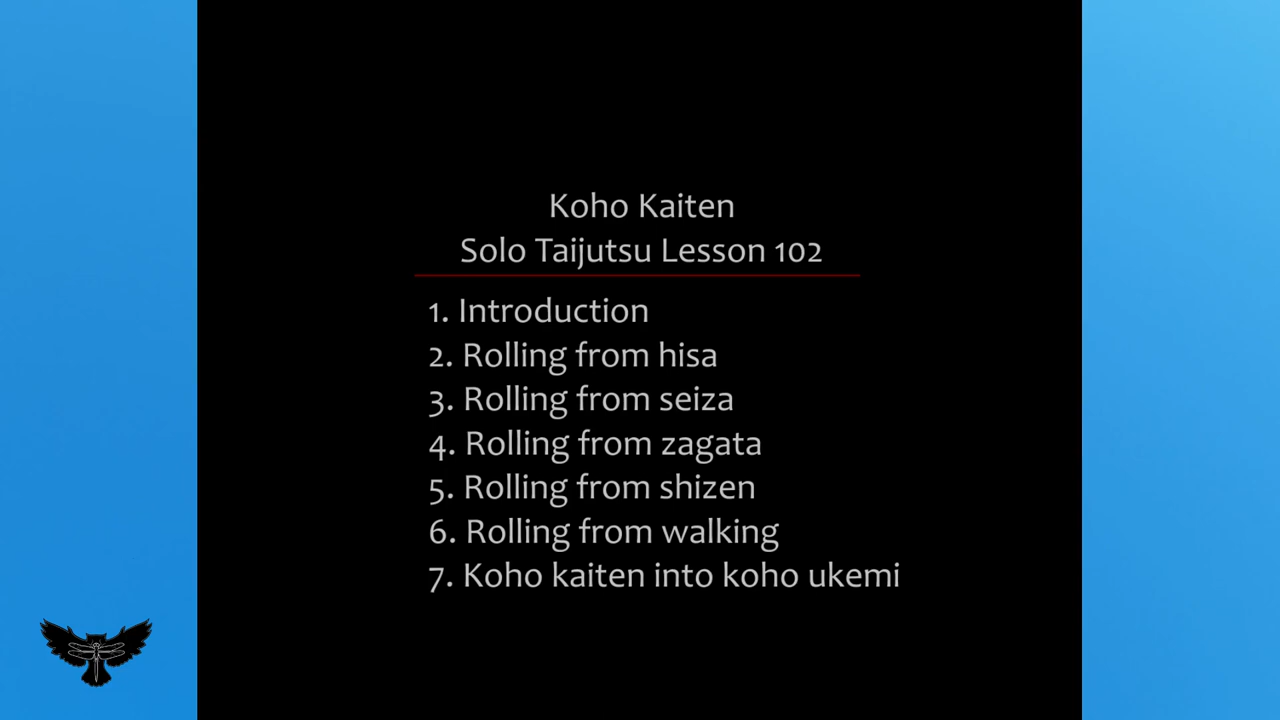 Koho Kaiten
Solo Taijutsu Lesson 102
1. Introduction
2. Rolling from hisa
3. Rolling from seiza
4. Rolling from zagata
5. Rolling from shizen
6. Rolling from walking
7. Koho kaiten into koho ukemi